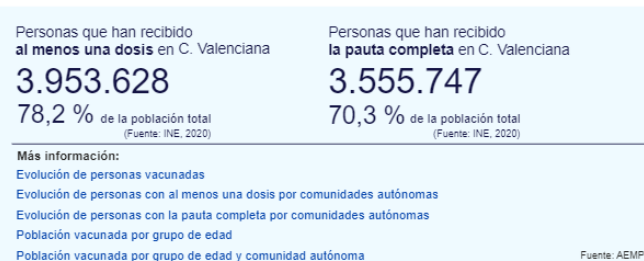 Personas que han recibido
al menos una dosis en C. Valenciana
3.953.628
78,2 % de la población total
(Fuente: INE, 2020)
Personas que han recibido
la pauta completa en C. Valenciana
3.555.747
70,3 % de la población total
(Fuente: INE, 2020)
Más información:
Evolución de personas vacunadas
Evolución de personas con al menos una dosis por comunidades autónomas
Evolución de personas con la pauta completa por comunidades autónomas
Población vacunada por grupo de edad
Población vacunada por grupo de edad y comunidad autónoma
Fuente: AEMP